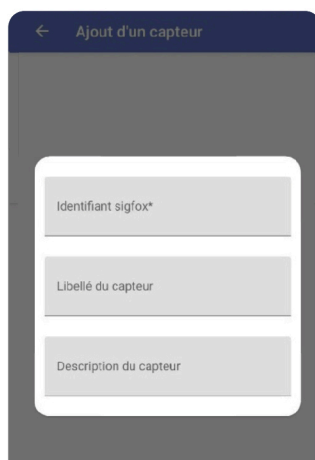 Ajout d'un capteur
Identifiant sigfox*
Libellé du capteur
Description du capteur